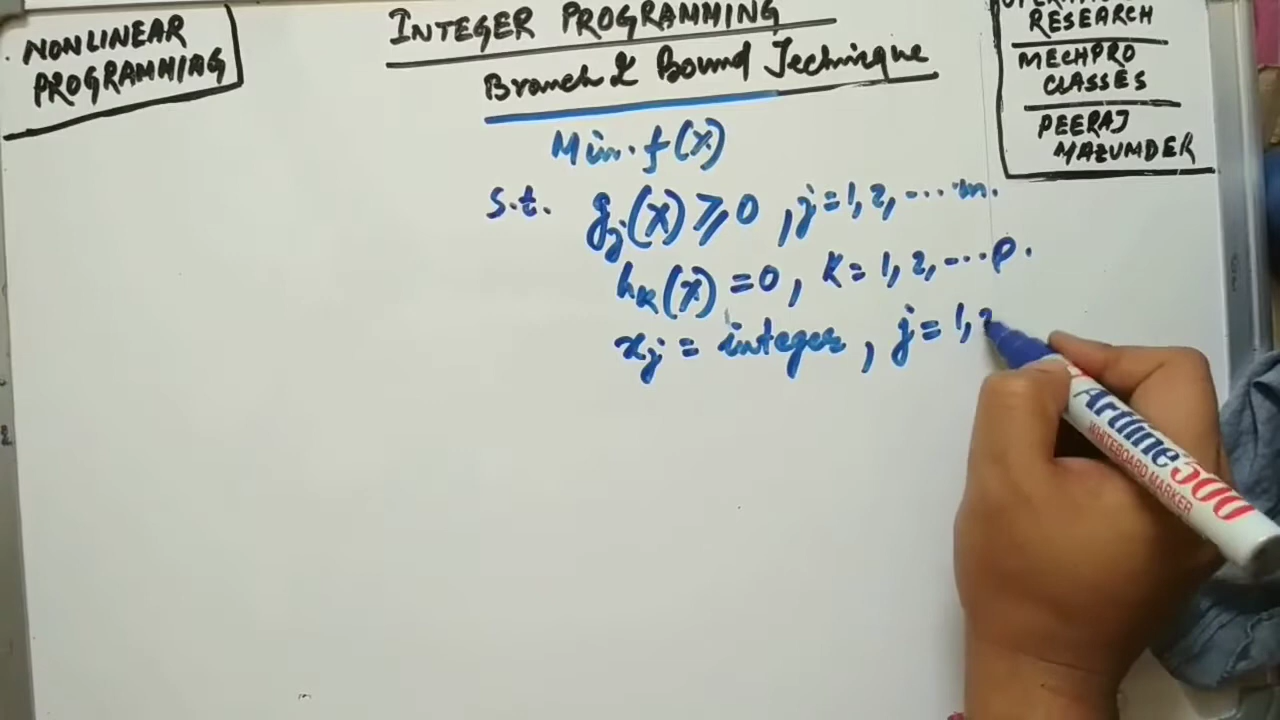 NONLINEAR
PROGRAMMING
INTEGER PROGRAMMING
Branch & Bound Technique
RESEARCH
MECHPRO
CLASSES
PEERAJ
MAZUMDER
Min. f(x)
s.t. gj(x) ⩾ 0, j = 1, 2, ... m.
hk(x) = 0, k = 1, 2, ... p.
xj = integer, j = 1, 2
Artline 500
WHITEBOARD MARKER